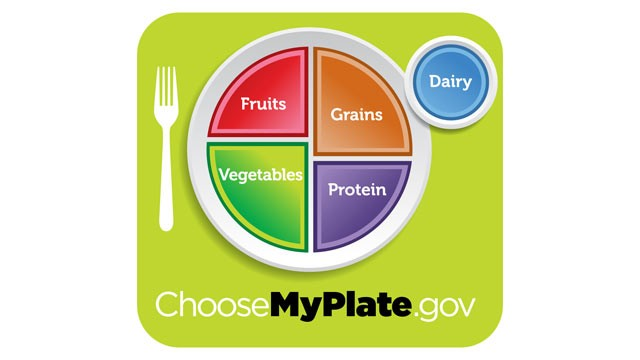 Fruits
Grains
Dairy
Vegetables
Protein
ChooseMyPlate.gov